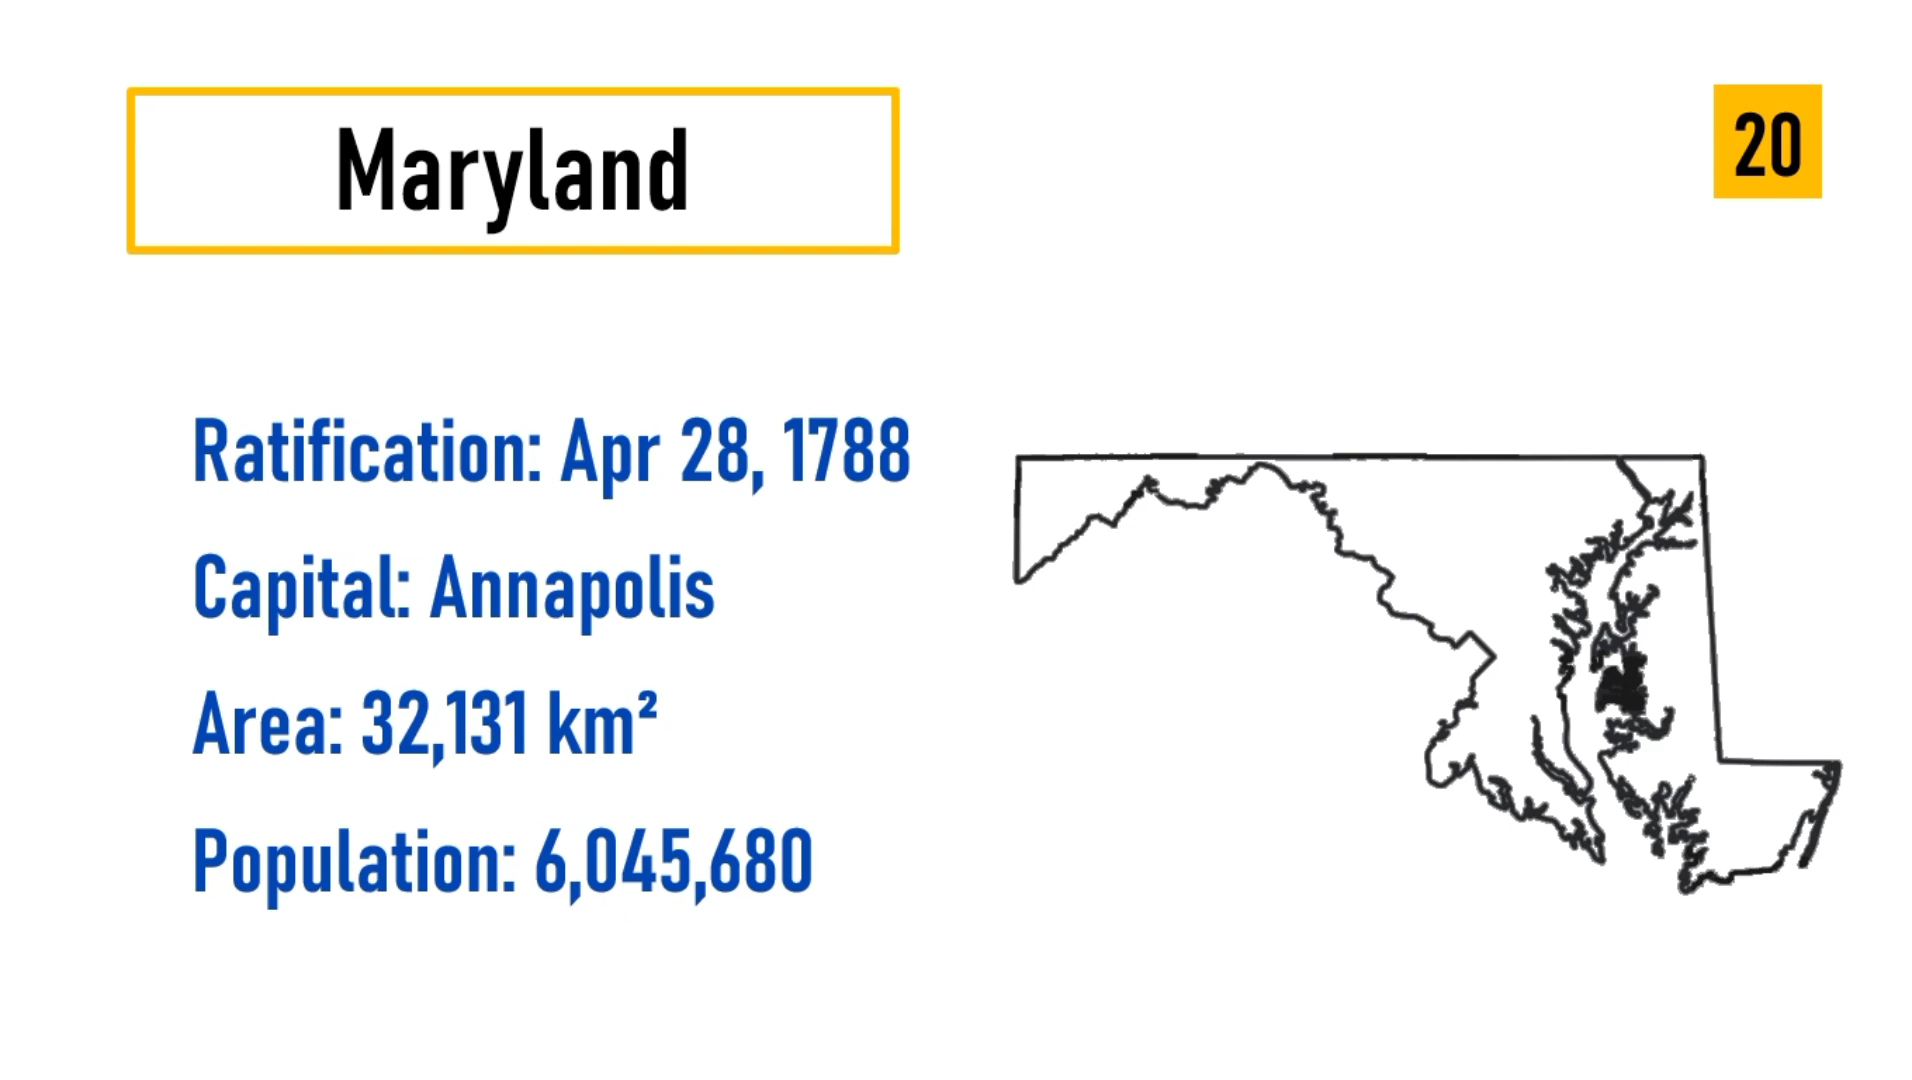 Maryland
20
Ratification: Apr 28, 1788
Capital: Annapolis
Area: 32,131 km²
Population: 6,045,680